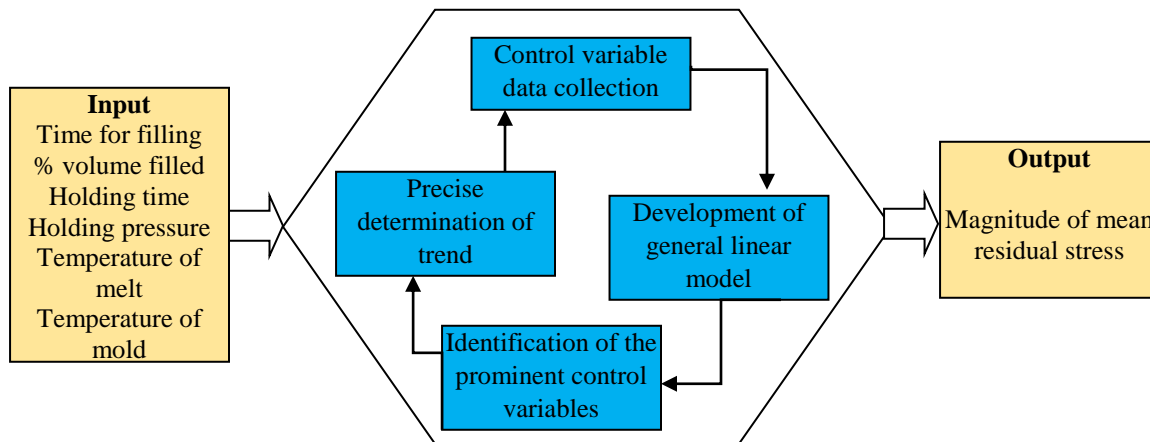 Input
Time for filling
% volume filled
Holding time
Holding pressure
Temperature of
melt
Temperature of
mold
Control variable
data collection
Precise
determination of
trend
Development of
general linear
model
Identification of the
prominent control
variables
Output
Magnitude of mean
residual stress